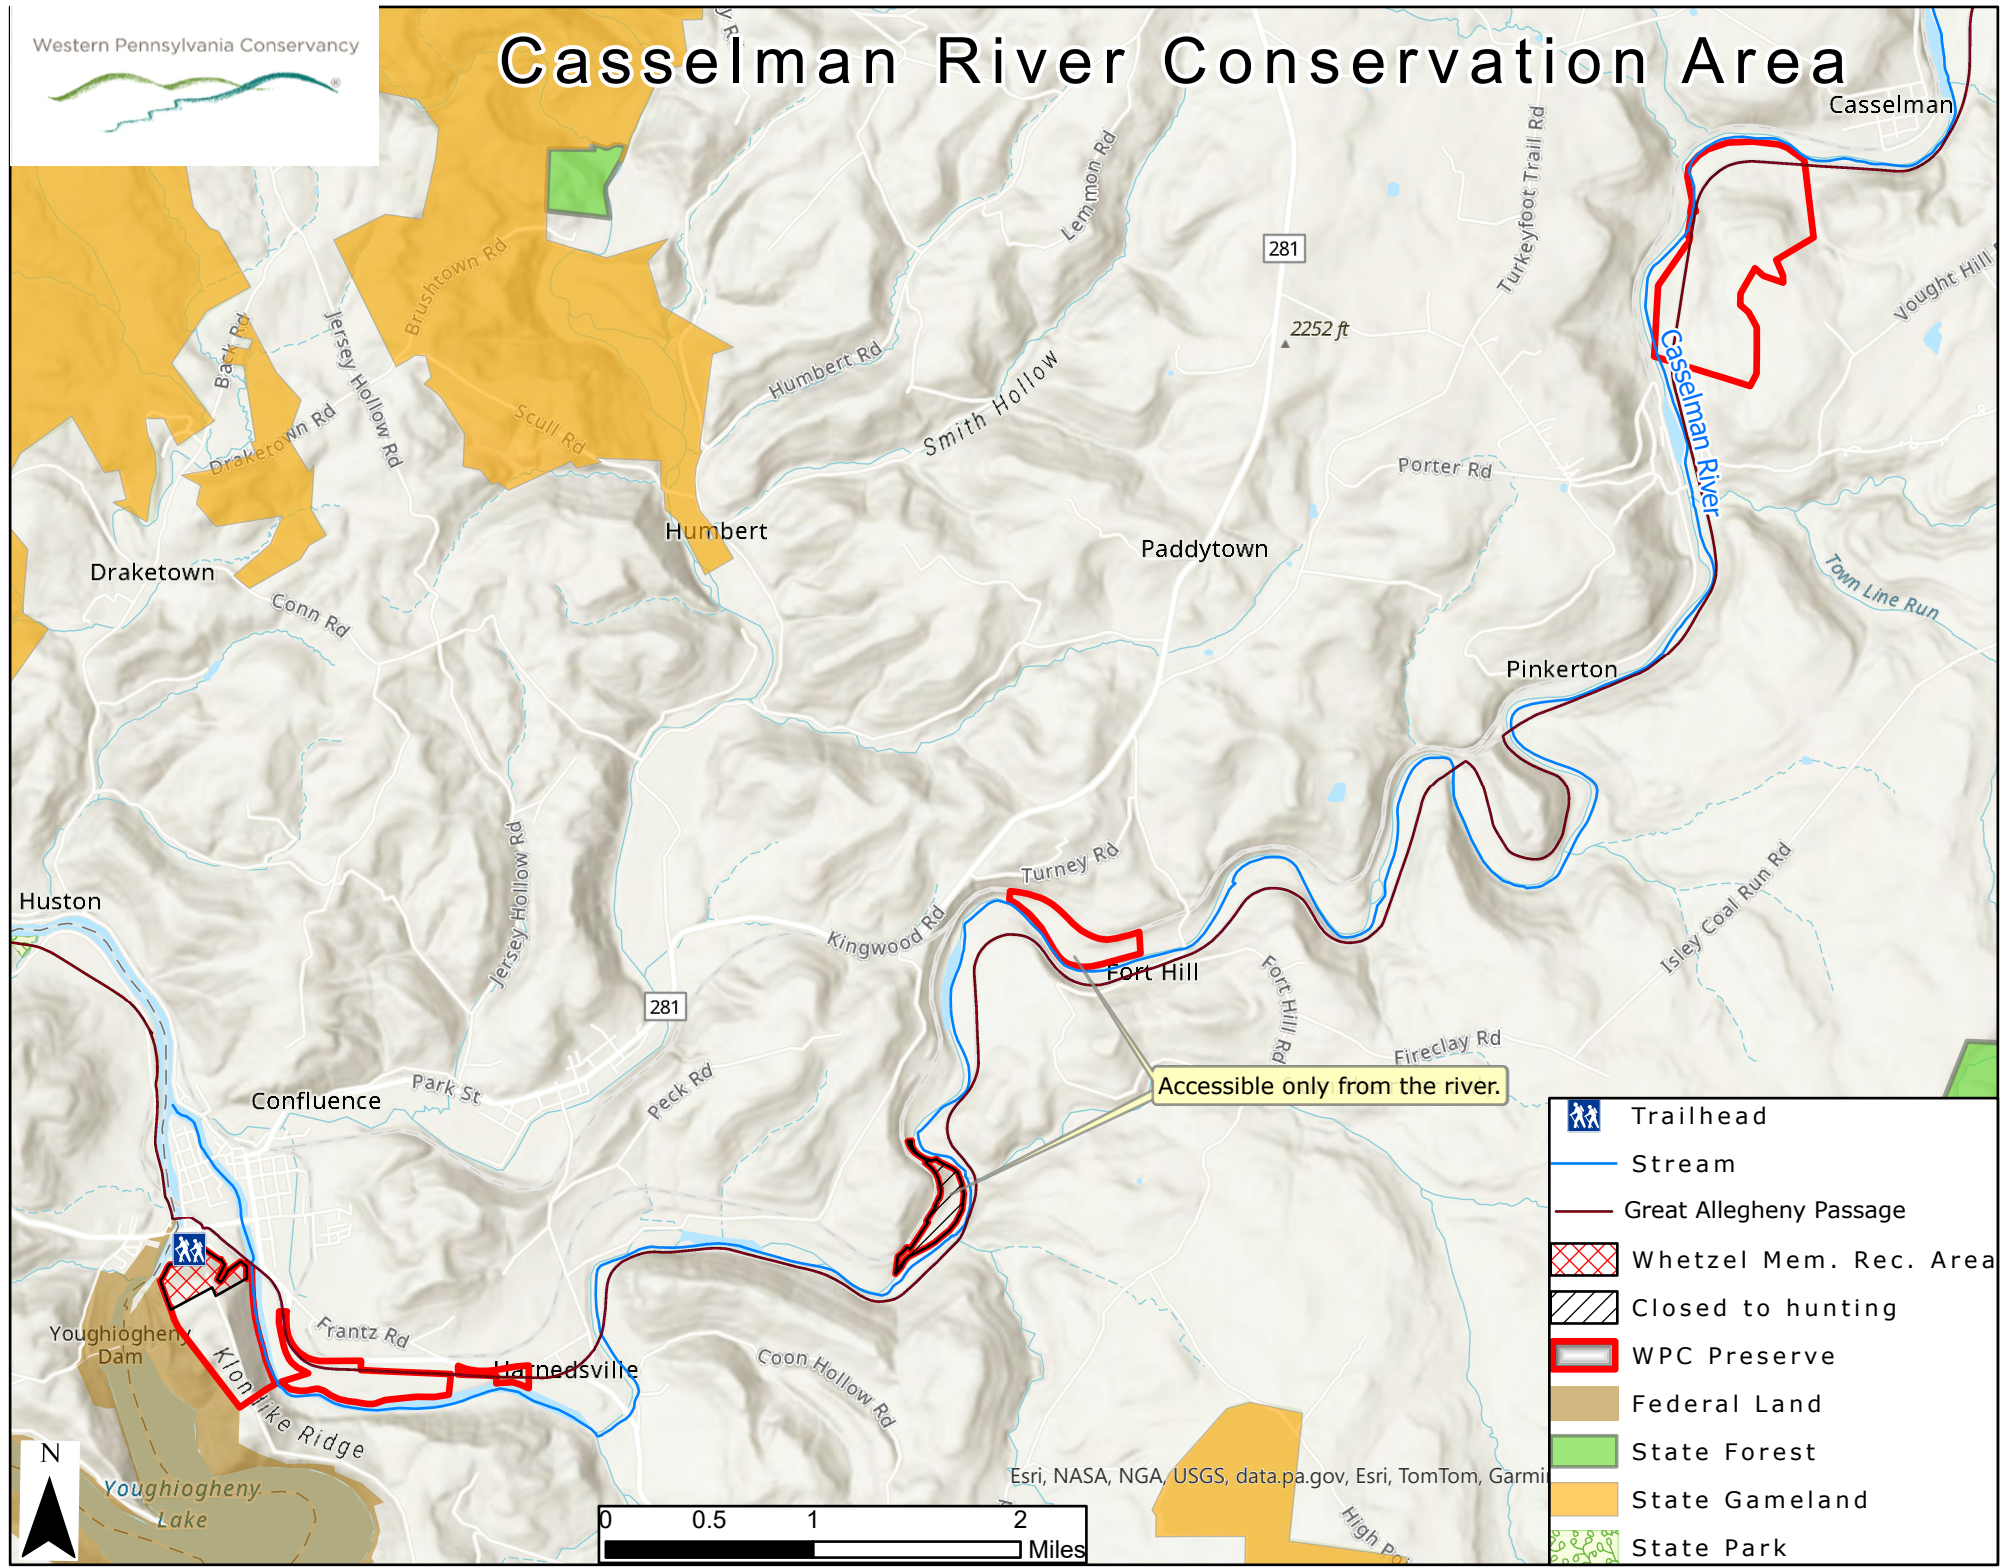 Western Pennsylvania Conservancy
®
Casselman River Conservation Area
Casselman
Lemmon Rd
Turkeyfoot Trail Rd
281
Vought Hill
Brushtown Rd
2252 ft
Back Rd
Jersey Hollow Rd
Humbert Rd
Smith Hollow
Casselman River
Scull Rd
Draketown Rd
Porter Rd
Humbert
Paddytown
Draketown
Conn Rd
Town Line Run
Pinkerton
Jersey Hollow Rd
Turney Rd
Isley Coal Run Rd
Huston
Kingwood Rd
Fort Hill
Fort Hill Rd
281
Fireclay Rd
Park St
Peck Rd
Confluence
Accessible only from the river.
Youghiogheny
Dam
Frantz Rd
Harnedsville
Coon Hollow Rd
Klondike Ridge
Youghiogheny
Lake
N
Esri, NASA, NGA, USGS, data.pa.gov, Esri, TomTom, Garmin
High Poi
0 0.5 1 2
Miles
Trailhead
Stream
Great Allegheny Passage
Whetzel Mem. Rec. Area
Closed to hunting
WPC Preserve
Federal Land
State Forest
State Gameland
State Park